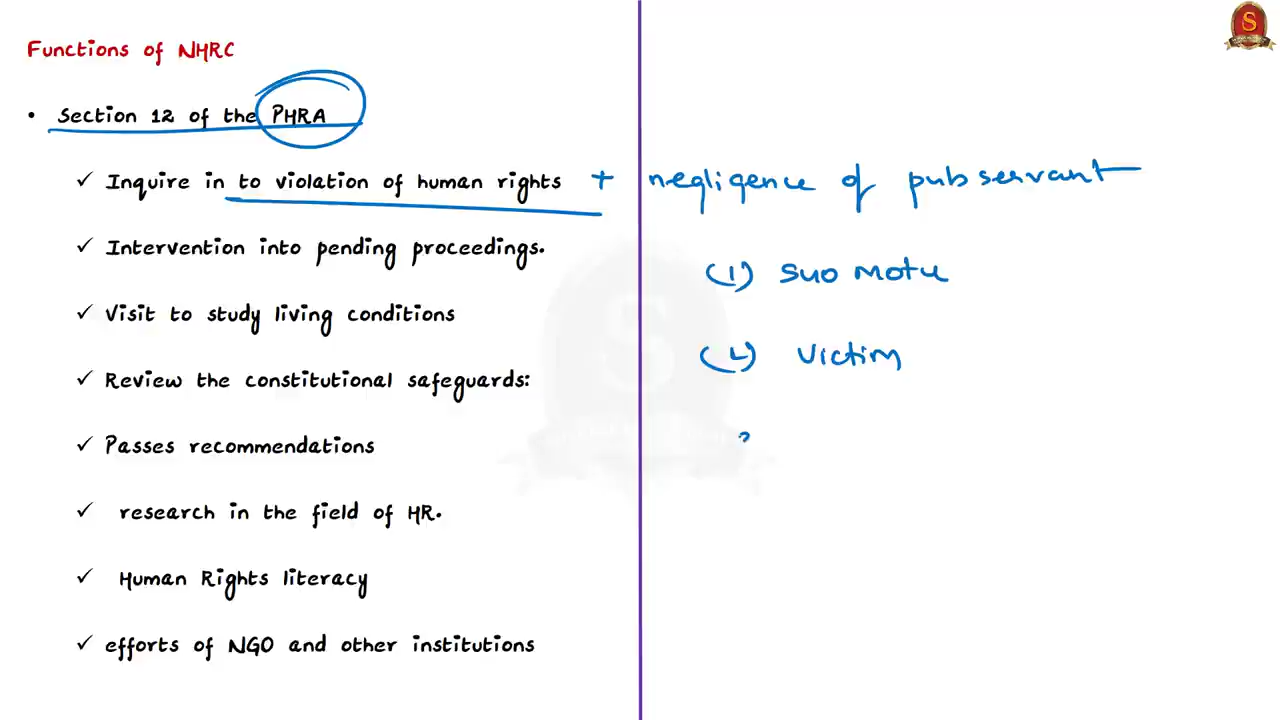 Functions of NHRC
• Section 12 of the PHRA
✓ Inquire in to violation of human rights + negligence of pub servant
✓ Intervention into pending proceedings.
(1) suo motu
✓ Visit to study living conditions
(2) victim
✓ Review the constitutional safeguards:
✓ Passes recommendations
✓ research in the field of HR.
✓ Human Rights literacy
✓ efforts of NGO and other institutions
S